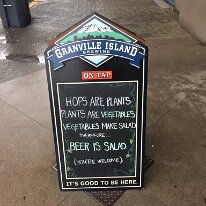 GRANVILLE ISLAND
BREWING
ON TAP
HOPS ARE PLANTS
PLANTS ARE VEGETABLES
VEGETABLES MAKE SALAD
THEREFORE...
BEER IS SALAD
(YOU'RE WELCOME)
IT'S GOOD TO BE HERE